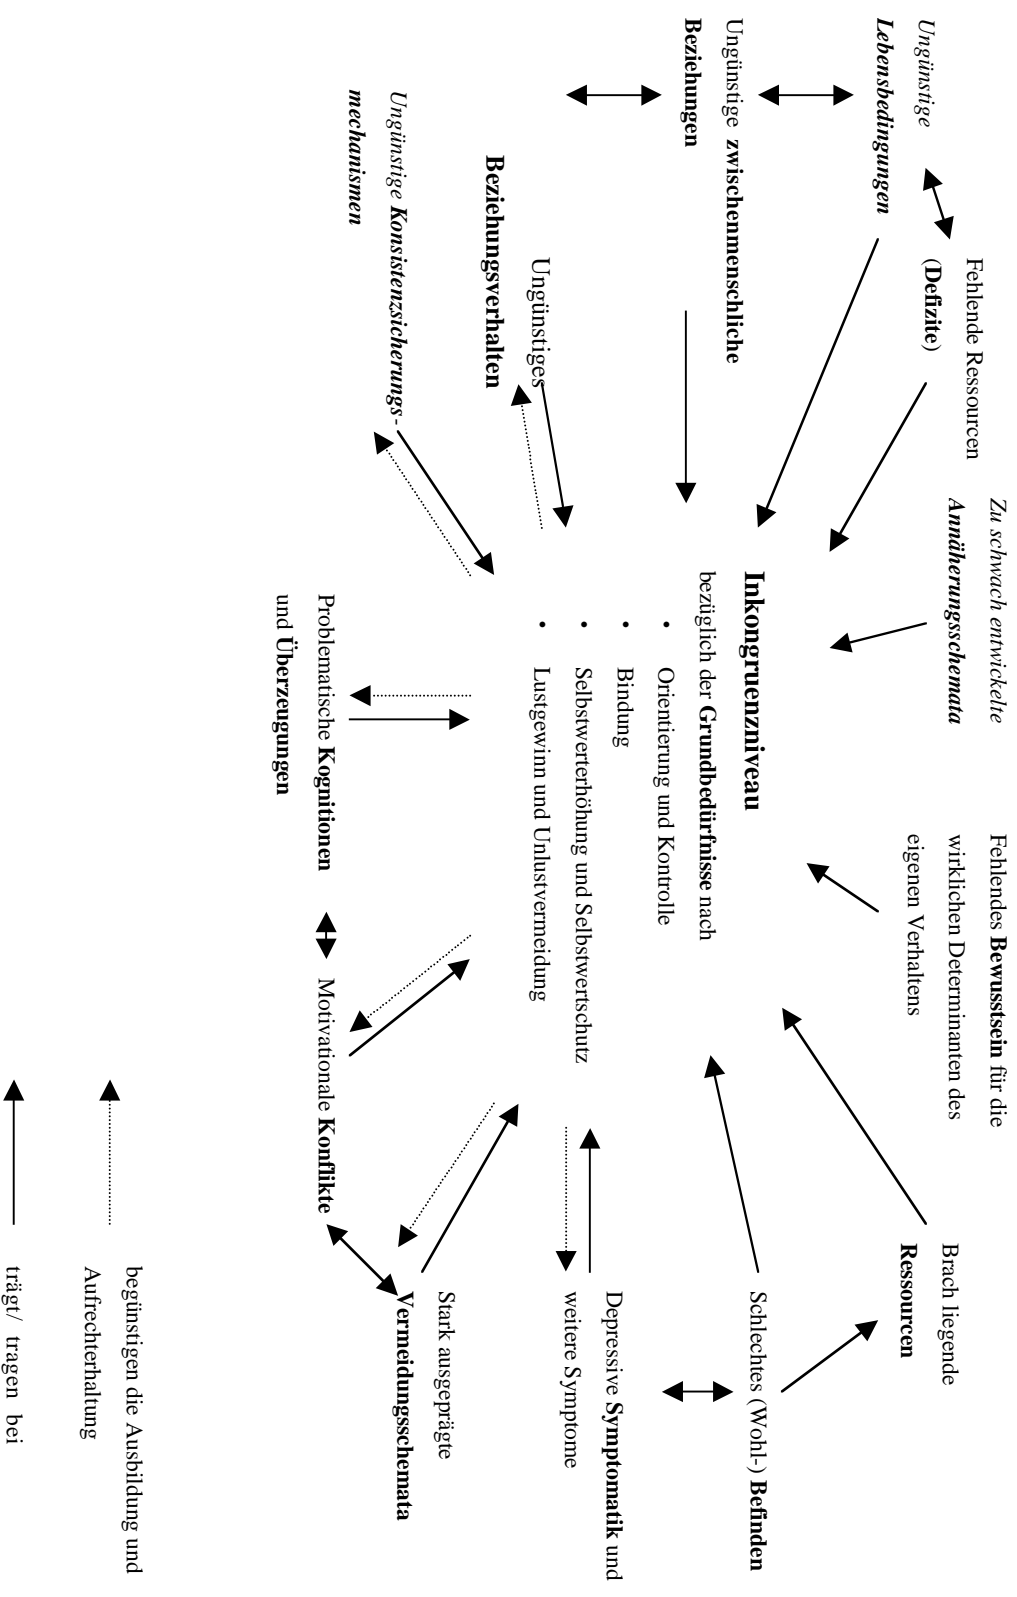 Zu schwach entwickelte
Annäherungsschemata
Fehlendes Bewusstsein für die
wirklichen Determinanten des
eigenen Verhaltens
Fehlende Ressourcen
(Defizite)
Brach liegende
Ressourcen
Ungünstige
Lebensbedingungen
Ungünstige zwischenmenschliche
Beziehungen
Inkongruenzniveau
bezüglich der Grundbedürfnisse nach
• Orientierung und Kontrolle
• Bindung
• Selbstwerterhöhung und Selbstwertschutz
• Lustgewinn und Unlustvermeidung
Schlechtes (Wohl-) Befinden
Depressive Symptomatik und
weitere Symptome
Ungünstiges
Beziehungsverhalten
Stark ausgeprägte
Vermeidungsschemata
Ungünstige Konsistenzsicherungs-
mechanismen
Problematische Kognitionen
und Überzeugungen
Motivationale Konflikte
begünstigen die Ausbildung und
Aufrechterhaltung
trägt/ tragen bei